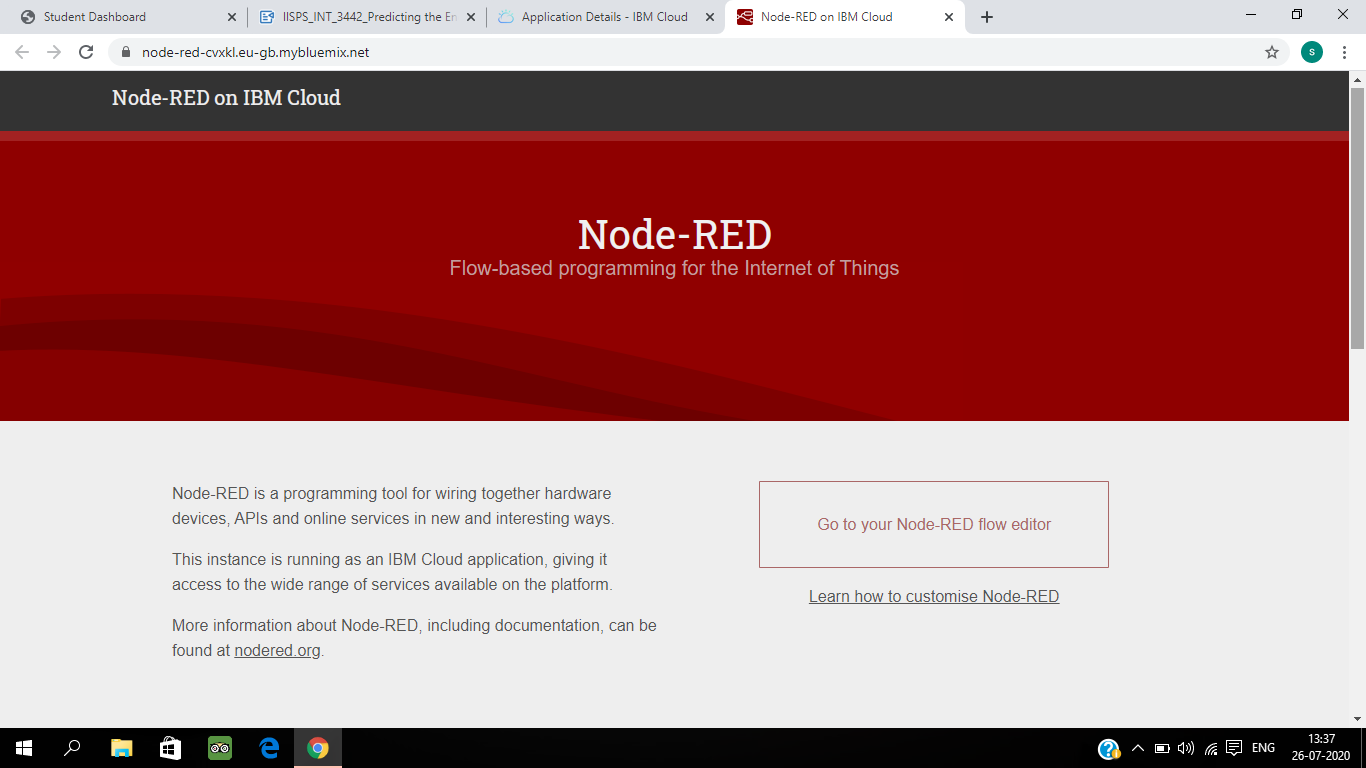 Student Dashboard
IISPS_INT_3442_Predicting the En
Application Details - IBM Cloud
Node-RED on IBM Cloud
node-red-cvxkl.eu-gb.mybluemix.net
s
Node-RED on IBM Cloud
Node-RED
Flow-based programming for the Internet of Things
Node-RED is a programming tool for wiring together hardware
devices, APIs and online services in new and interesting ways.
This instance is running as an IBM Cloud application, giving it
access to the wide range of services available on the platform.
More information about Node-RED, including documentation, can be
found at nodered.org.
Go to your Node-RED flow editor
Learn how to customise Node-RED
ENG
13:37
26-07-2020